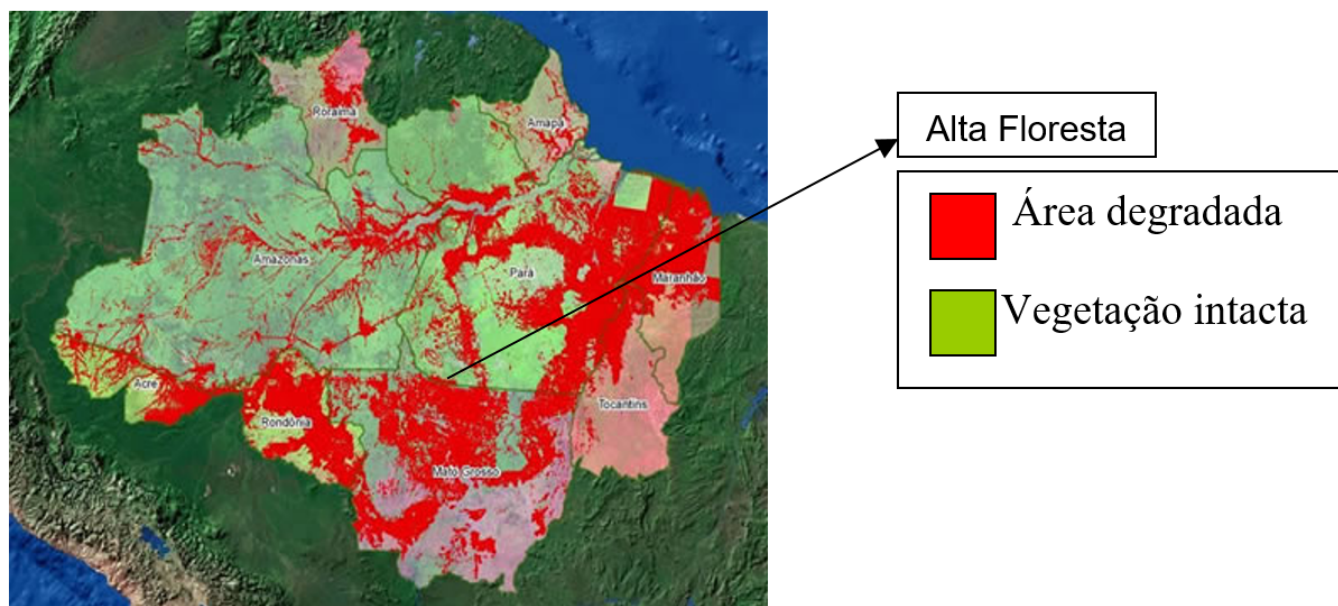 Roraima
Amapá
Alta Floresta
Área degradada
Amazonas
Pará
Maranhão
Vegetação intacta
Acre
Rondônia
Tocantins
Mato Grosso